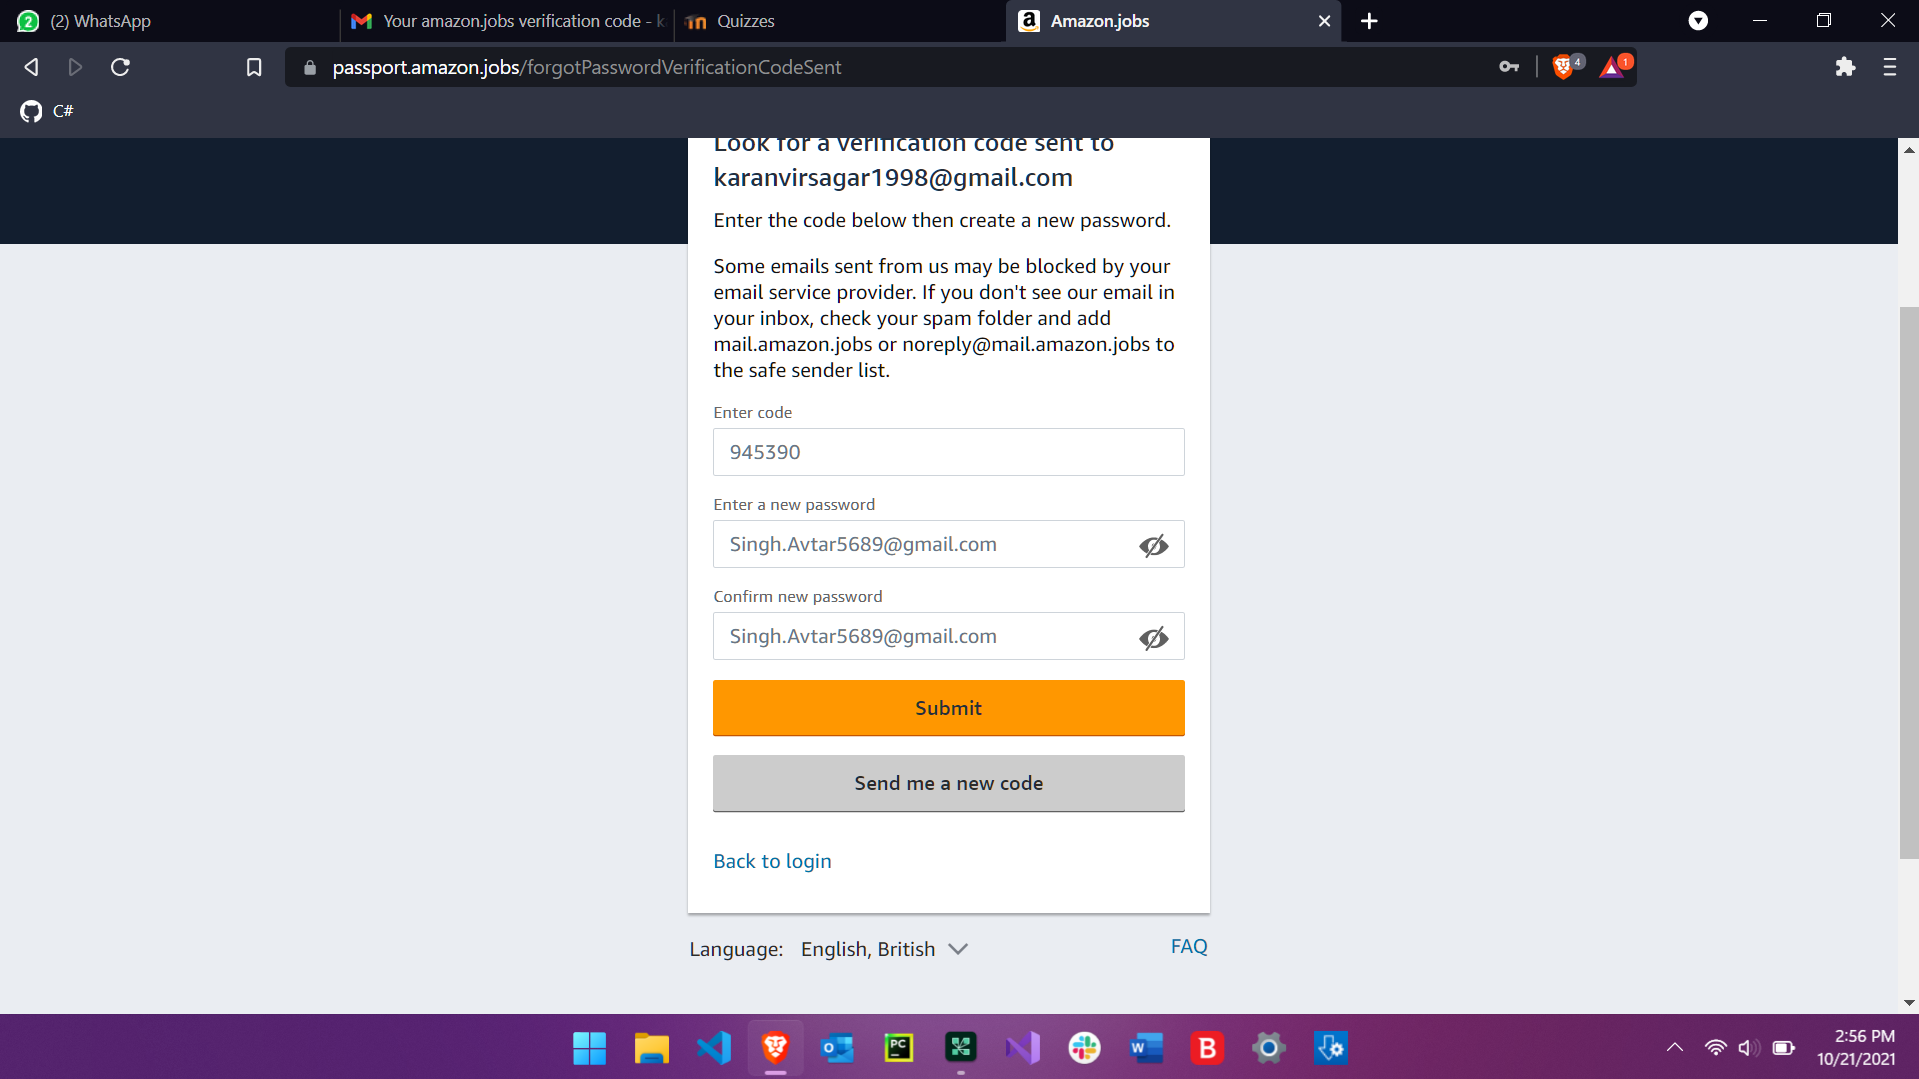 (2) WhatsApp
Your amazon.jobs verification code - k
Quizzes
Amazon.jobs
passport.amazon.jobs/forgotPasswordVerificationCodeSent
4
1
C#
Look for a verification code sent to
karanvirsagar1998@gmail.com
Enter the code below then create a new password.
Some emails sent from us may be blocked by your
email service provider. If you don't see our email in
your inbox, check your spam folder and add
mail.amazon.jobs or noreply@mail.amazon.jobs to
the safe sender list.
Enter code
945390
Enter a new password
Singh.Avtar5689@gmail.com
Confirm new password
Singh.Avtar5689@gmail.com
Submit
Send me a new code
Back to login
Language: English, British
FAQ
2:56 PM
10/21/2021